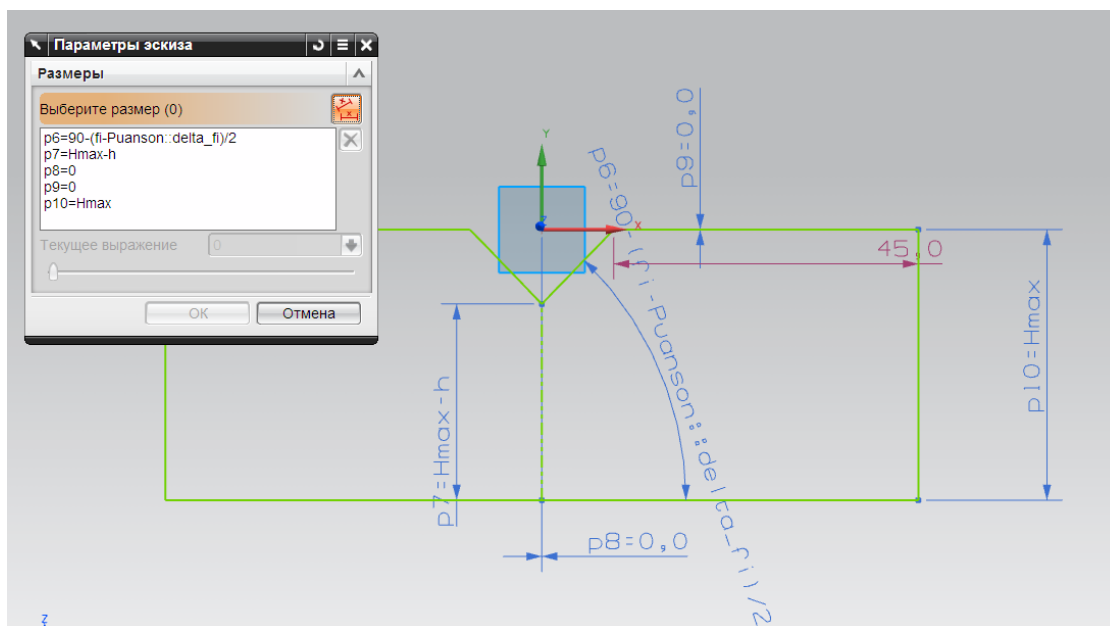 Параметры эскиза
Размеры
Выберите размер (0)
p6=90-(fi-Puanson::delta_fi)/2
p7=Hmax-h
p8=0
p9=0
p10=Hmax
Текущее выражение 0
ОК Отмена
Y
X
Z
p6=90-(fi-Puanson::delta_fi)/2
p9=0,0
45,0
p10=Hmax
p7=Hmax-h
p8=0,0
Z